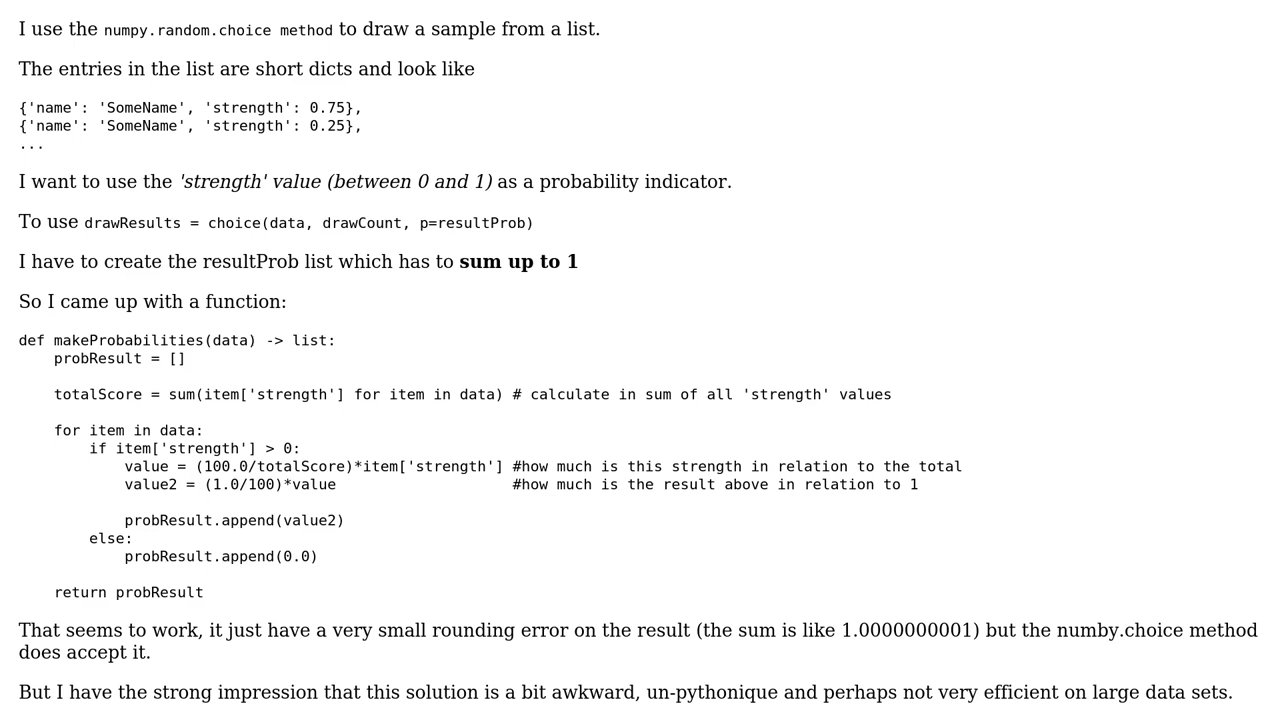 I use the numpy.random.choice method to draw a sample from a list.
The entries in the list are short dicts and look like
{'name': 'SomeName', 'strength': 0.75},
{'name': 'SomeName', 'strength': 0.25},
...
I want to use the 'strength' value (between 0 and 1) as a probability indicator.
To use drawResults = choice(data, drawCount, p=resultProb)
I have to create the resultProb list which has to sum up to 1
So I came up with a function:
def makeProbabilities(data) -> list:
    probResult = []
    totalScore = sum(item['strength'] for item in data) # calculate in sum of all 'strength' values
    for item in data:
        if item['strength'] > 0:
            value = (100.0/totalScore)*item['strength'] #how much is this strength in relation to the total
            value2 = (1.0/100)*value                    #how much is the result above in relation to 1
            probResult.append(value2)
        else:
            probResult.append(0.0)
    return probResult
That seems to work, it just have a very small rounding error on the result (the sum is like 1.0000000001) but the numby.choice method
does accept it.
But I have the strong impression that this solution is a bit awkward, un-pythonique and perhaps not very efficient on large data sets.